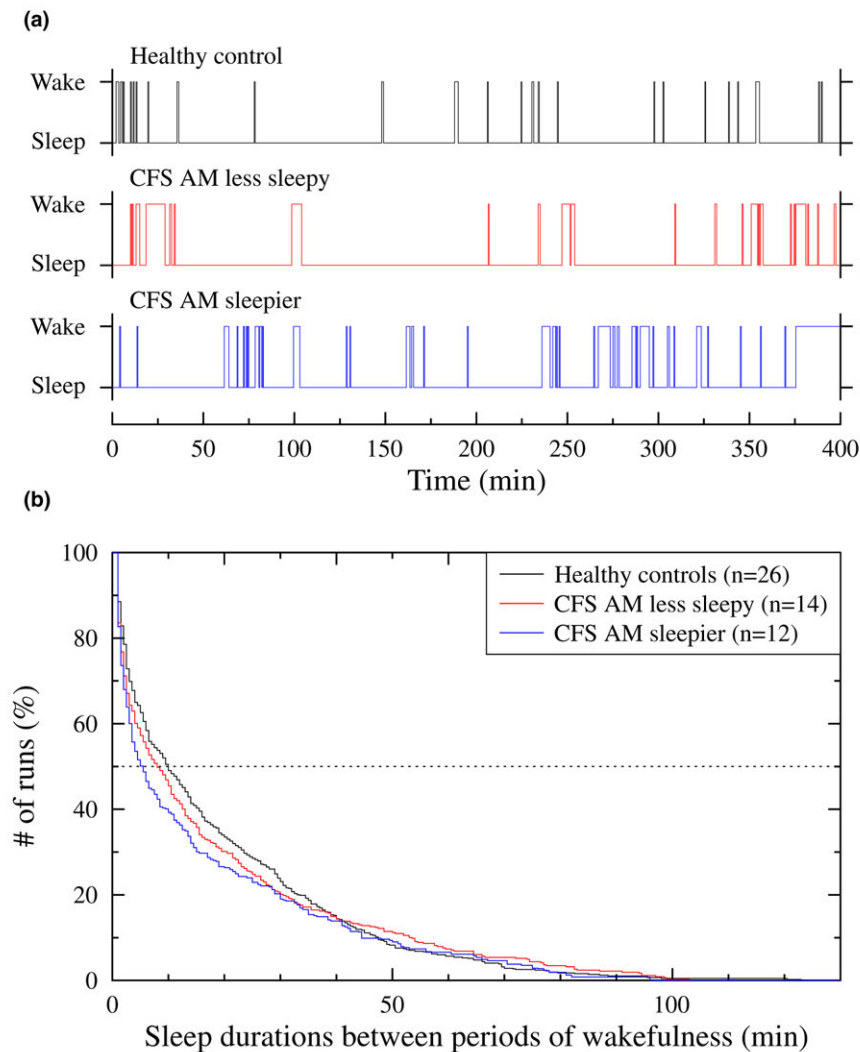 (a)
Healthy control
Wake
Sleep
CFS AM less sleepy
Wake
Sleep
CFS AM sleepier
Wake
Sleep
0 50 100 150 200 250 300 350 400
Time (min)
(b)
100
80
60
40
20
0
# of runs (%)
Healthy controls (n=26)
CFS AM less sleepy (n=14)
CFS AM sleepier (n=12)
0 50 100
Sleep durations between periods of wakefulness (min)